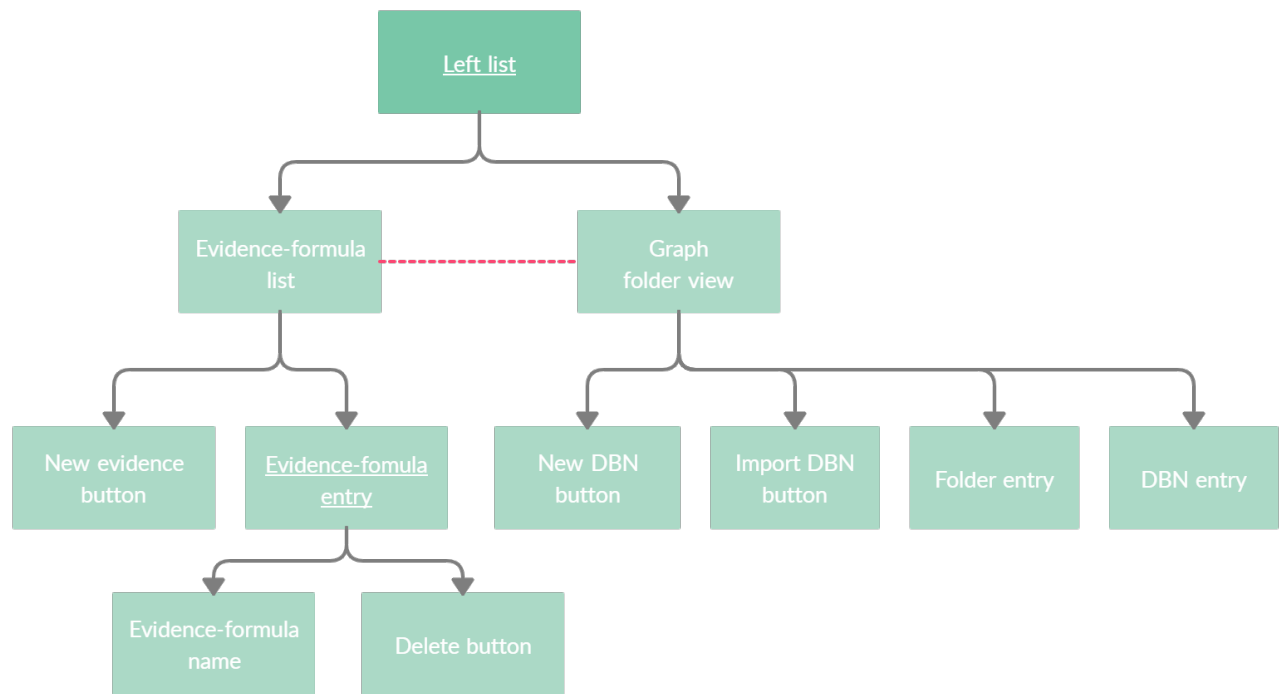 Left list
Evidence-formula
list
Graph
folder view
New evidence
button
Evidence-fomula
entry
New DBN
button
Import DBN
button
Folder entry
DBN entry
Evidence-formula
name
Delete button